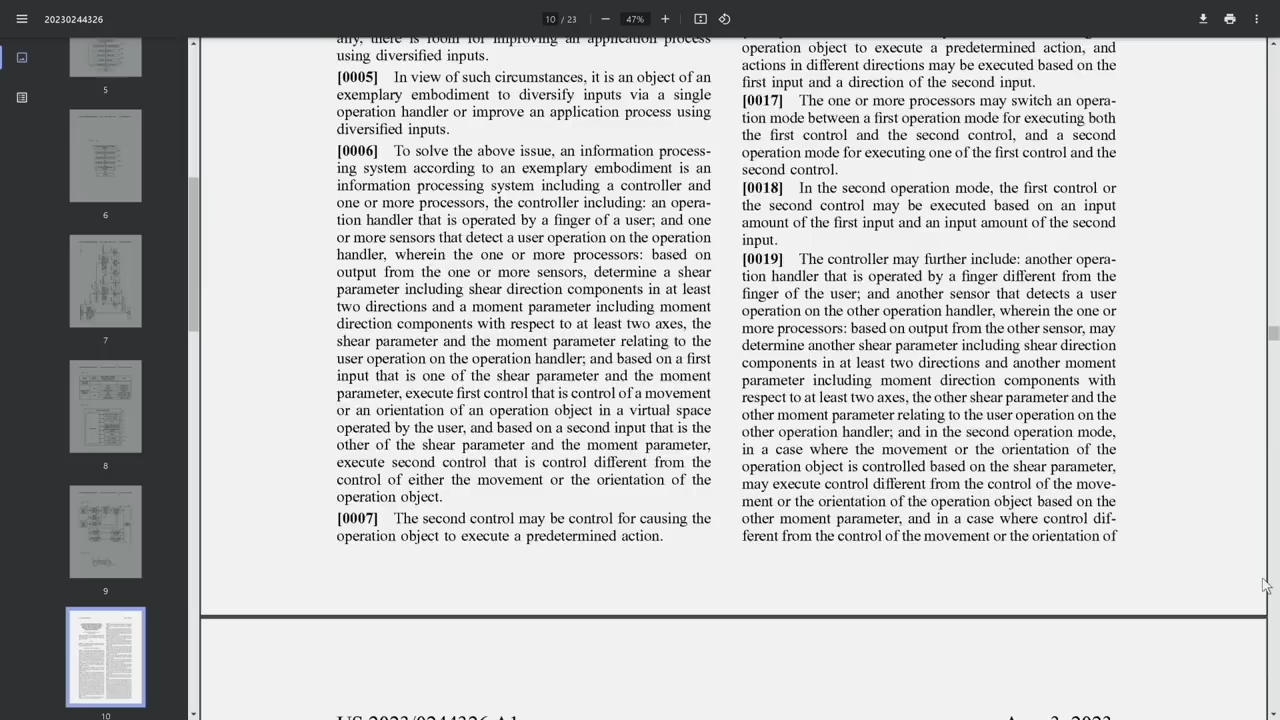 20230244326
10 / 23
47%
5
6
7
8
9
10
ally, there is room for improving an application process
using diversified inputs.
[0005] In view of such circumstances, it is an object of an
exemplary embodiment to diversify inputs via a single
operation handler or improve an application process using
diversified inputs.
[0006] To solve the above issue, an information process-
ing system according to an exemplary embodiment is an
information processing system including a controller and
one or more processors, the controller including: an opera-
tion handler that is operated by a finger of a user; and one
or more sensors that detect a user operation on the operation
handler, wherein the one or more processors: based on
output from the one or more sensors, determine a shear
parameter including shear direction components in at least
two directions and a moment parameter including moment
direction components with respect to at least two axes, the
shear parameter and the moment parameter relating to the
user operation on the operation handler; and based on a first
input that is one of the shear parameter and the moment
parameter, execute first control that is control of a movement
or an orientation of an operation object in a virtual space
operated by the user, and based on a second input that is the
other of the shear parameter and the moment parameter,
execute second control that is control different from the
control of either the movement or the orientation of the
operation object.
[0007] The second control may be control for causing the
operation object to execute a predetermined action.
operation object to execute a predetermined action, and
actions in different directions may be executed based on the
first input and a direction of the second input.
[0017] The one or more processors may switch an opera-
tion mode between a first operation mode for executing both
the first control and the second control, and a second
operation mode for executing one of the first control and the
second control.
[0018] In the second operation mode, the first control or
the second control may be executed based on an input
amount of the first input and an input amount of the second
input.
[0019] The controller may further include: another opera-
tion handler that is operated by a finger different from the
finger of the user; and another sensor that detects a user
operation on the other operation handler, wherein the one or
more processors: based on output from the other sensor, may
determine another shear parameter including shear direction
components in at least two directions and another moment
parameter including moment direction components with
respect to at least two axes, the other shear parameter and the
other moment parameter relating to the user operation on the
other operation handler; and in the second operation mode,
in a case where the movement or the orientation of the
operation object is controlled based on the shear parameter,
may execute control different from the control of the move-
ment or the orientation of the operation object based on the
other moment parameter, and in a case where control dif-
ferent from the control of the movement or the orientation of
US 2023/0244326 A1
Aug. 3, 2023